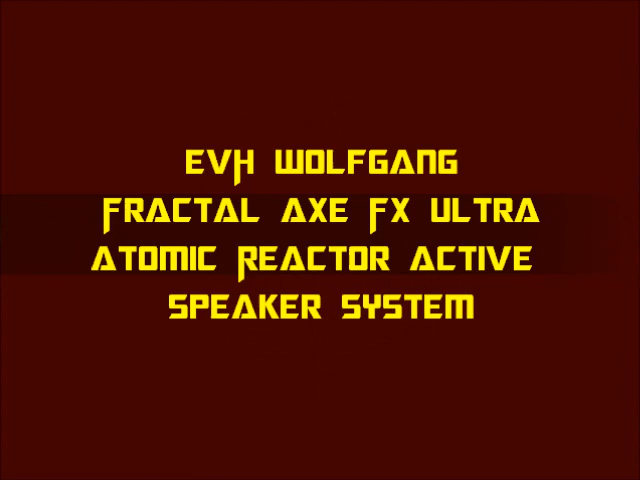 EVH WOLFGANG
FRACTAL AXE FX ULTRA
ATOMIC REACTOR ACTIVE
SPEAKER SYSTEM